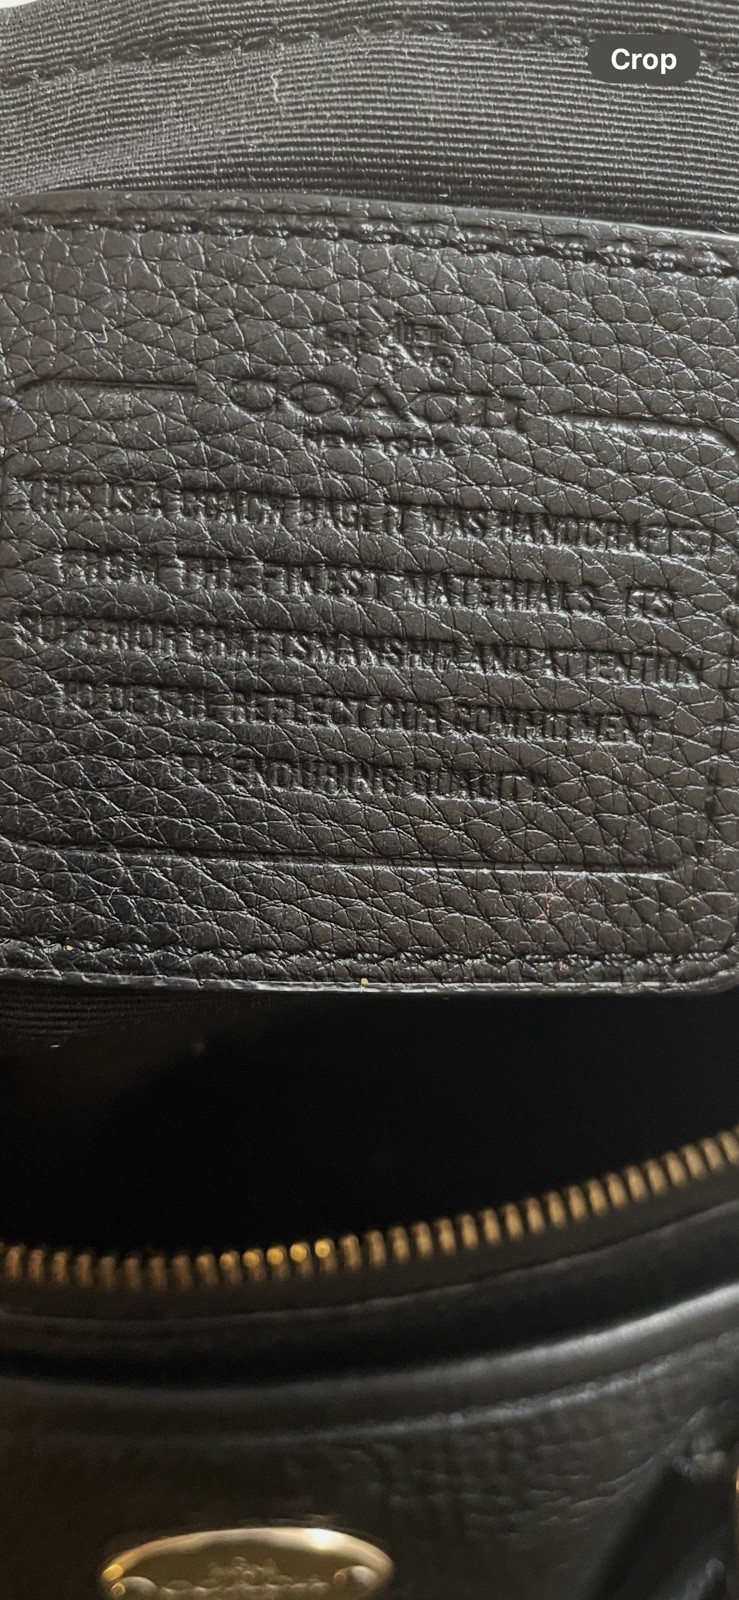 Crop
COACH
NEW YORK
THIS IS A COACH BAG. IT WAS HANDCRAFTED
FROM THE FINEST MATERIALS. ITS
SUPERIOR CRAFTSMANSHIP AND ATTENTION
TO DETAIL REFLECT OUR COMMITMENT
TO ENDURING QUALITY.
COACH